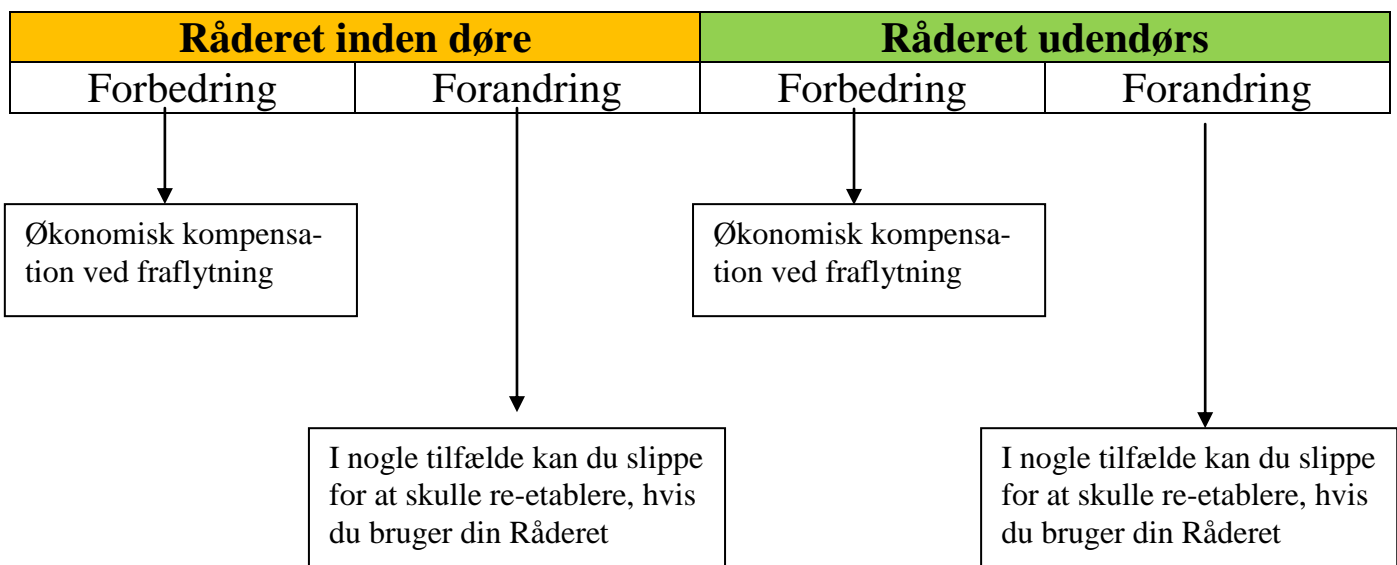 Råderet inden døre
Råderet udendørs
Forbedring
Forandring
Forbedring
Forandring
Økonomisk kompensa-
tion ved fraflytning
Økonomisk kompensa-
tion ved fraflytning
I nogle tilfælde kan du slippe
for at skulle re-etablere, hvis
du bruger din Råderet
I nogle tilfælde kan du slippe
for at skulle re-etablere, hvis
du bruger din Råderet